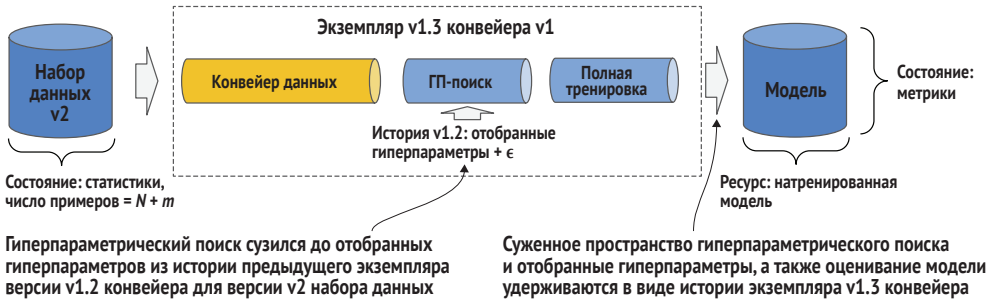 Экземпляр v1.3 конвейера v1
Набор
данных
v2
Конвейер данных
ГП-поиск
Полная
тренировка
Модель
Состояние:
метрики
История v1.2: отобранные
гиперпараметры + ϵ
Состояние: статистики,
число примеров = N + m
Ресурс: натренированная
модель
Гиперпараметрический поиск сузился до отобранных
гиперпараметров из истории предыдущего экземпляра
версии v1.2 конвейера для версии v2 набора данных
Суженное пространство гиперпараметрического поиска
и отобранные гиперпараметры, а также оценивание модели
удерживаются в виде истории экземпляра v1.3 конвейера